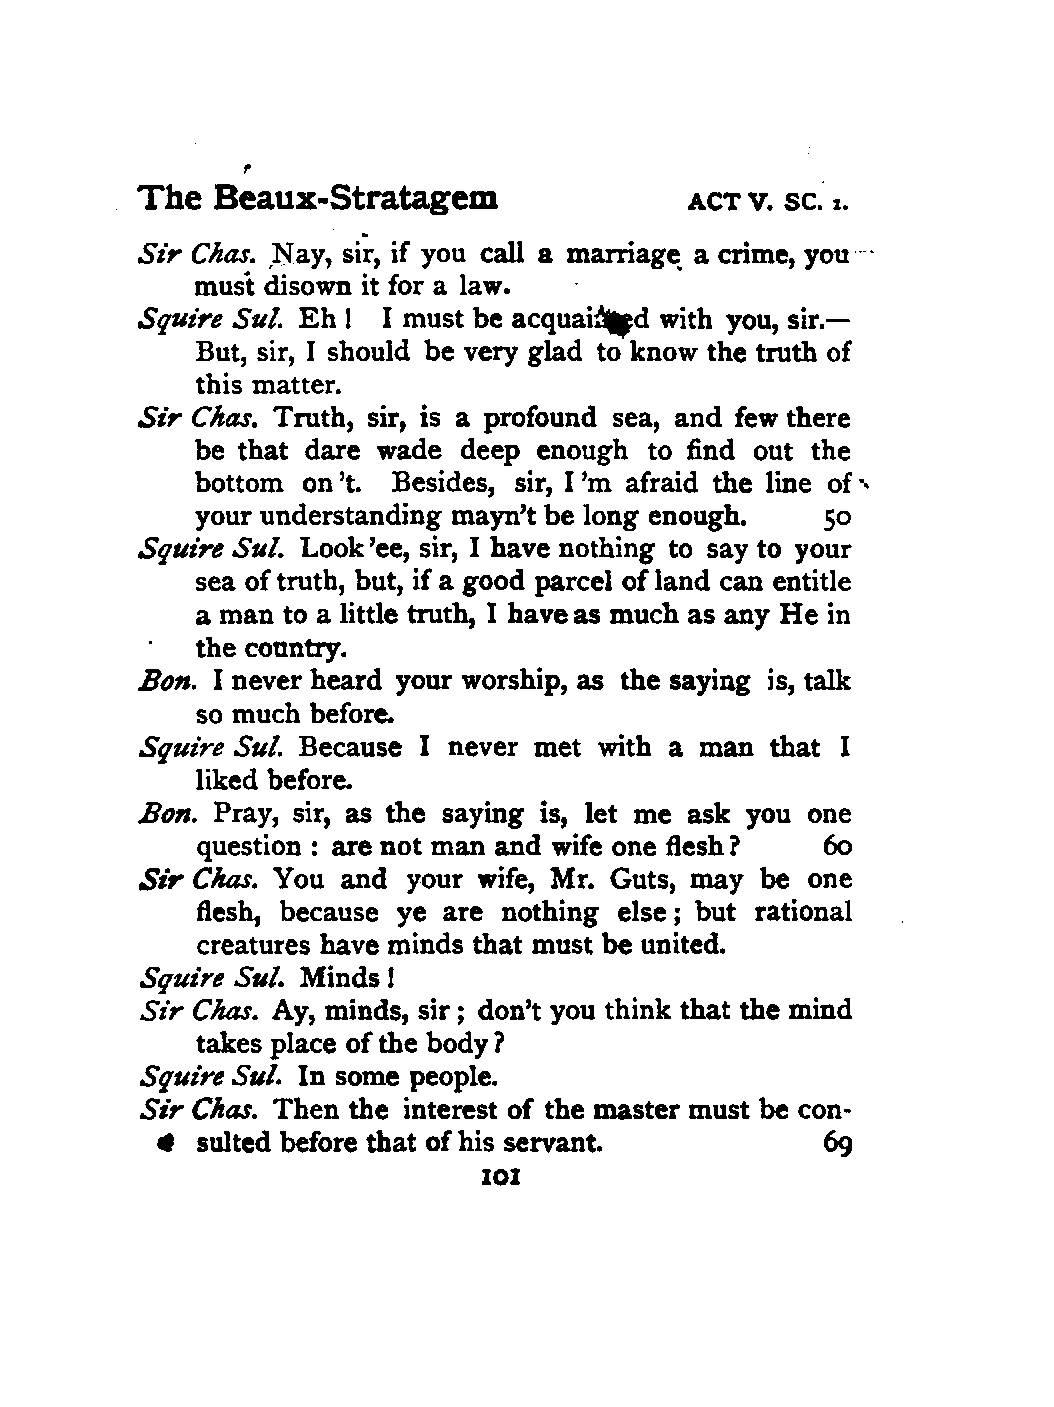 The Beaux-Stratagem ACT V. SC. 1.
Sir Chas. Nay, sir, if you call a marriage a crime, you
must disown it for a law.
Squire Sul. Eh! I must be acquainted with you, sir.—
But, sir, I should be very glad to know the truth of
this matter.
Sir Chas. Truth, sir, is a profound sea, and few there
be that dare wade deep enough to find out the
bottom on 't. Besides, sir, I 'm afraid the line of
your understanding mayn't be long enough. 50
Squire Sul. Look 'ee, sir, I have nothing to say to your
sea of truth, but, if a good parcel of land can entitle
a man to a little truth, I have as much as any He in
the country.
Bon. I never heard your worship, as the saying is, talk
so much before.
Squire Sul. Because I never met with a man that I
liked before.
Bon. Pray, sir, as the saying is, let me ask you one
question : are not man and wife one flesh? 60
Sir Chas. You and your wife, Mr. Guts, may be one
flesh, because ye are nothing else ; but rational
creatures have minds that must be united.
Squire Sul. Minds!
Sir Chas. Ay, minds, sir ; don't you think that the mind
takes place of the body?
Squire Sul. In some people.
Sir Chas. Then the interest of the master must be con-
sulted before that of his servant. 69
101